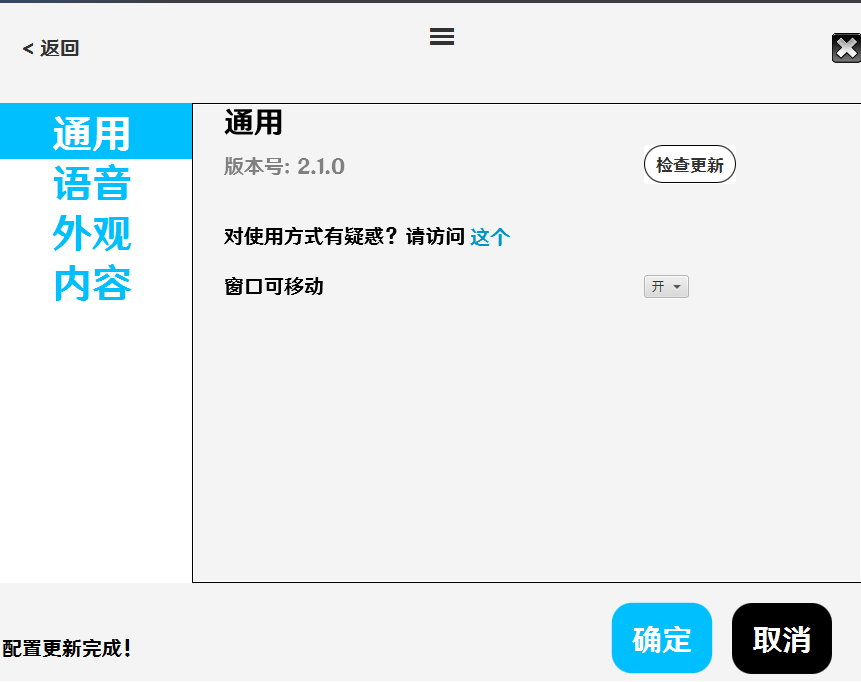 < 返回
通用
语音
外观
内容
通用
版本号: 2.1.0
检查更新
对使用方式有疑惑？请访问 这个
窗口可移动
开
配置更新完成！
确定
取消